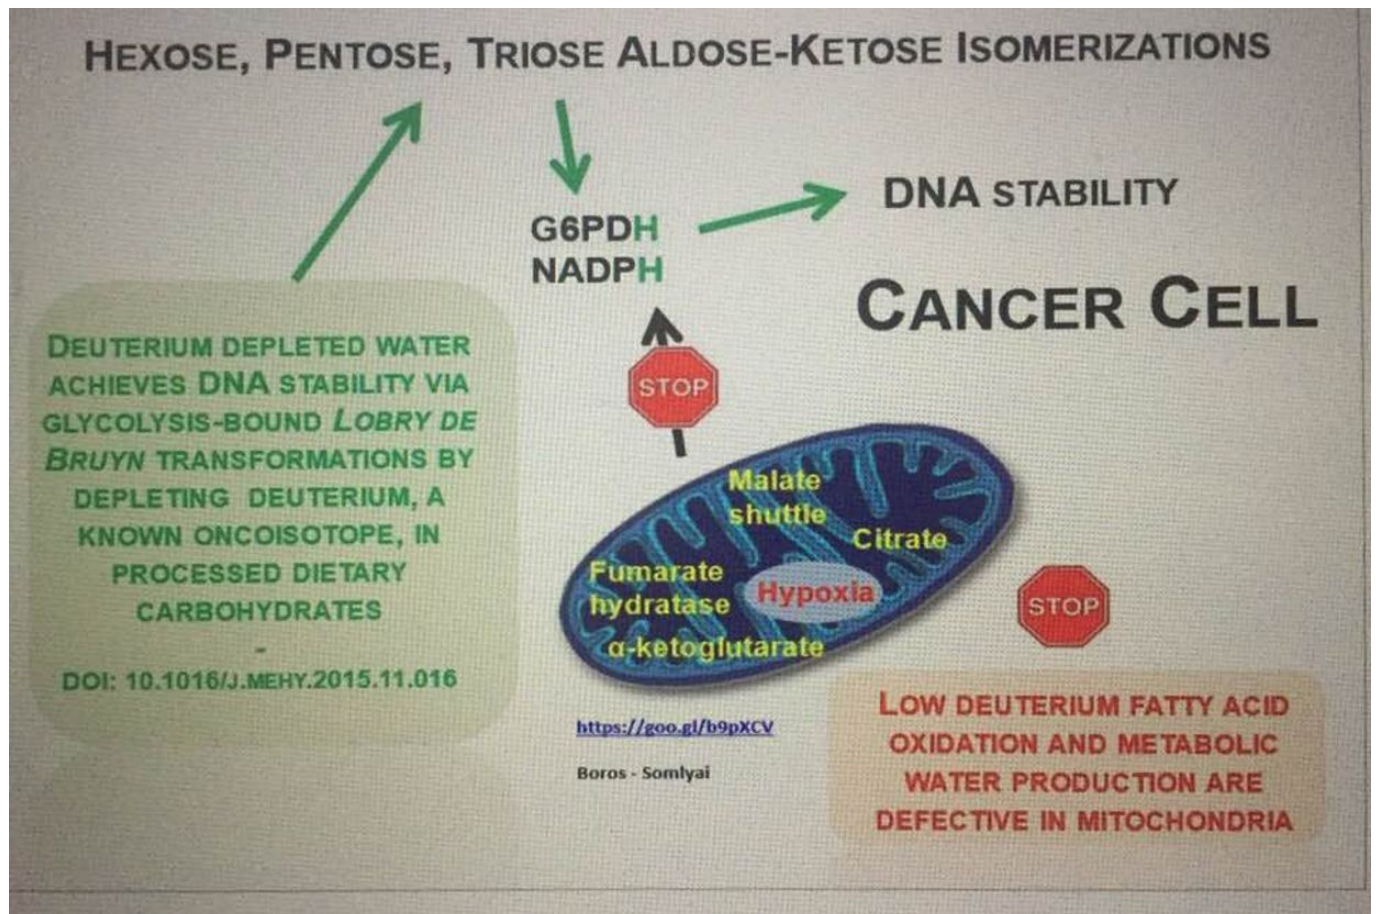 HEXOSE, PENTOSE, TRIOSE ALDOSE-KETOSE ISOMERIZATIONS
G6PDH
NADPH
DNA STABILITY
CANCER CELL
DEUTERIUM DEPLETED WATER
ACHIEVES DNA STABILITY VIA
GLYCOLYSIS-BOUND LOBRY DE
BRUYN TRANSFORMATIONS BY
DEPLETING DEUTERIUM, A
KNOWN ONCOISOTOPE, IN
PROCESSED DIETARY
CARBOHYDRATES
-
DOI: 10.1016/J.MEHY.2015.11.016
STOP
Malate
shuttle
Citrate
Fumarate
hydratase
Hypoxia
α-ketoglutarate
STOP
https://goo.gl/b9pXCV
Boros - Somlyai
LOW DEUTERIUM FATTY ACID
OXIDATION AND METABOLIC
WATER PRODUCTION ARE
DEFECTIVE IN MITOCHONDRIA